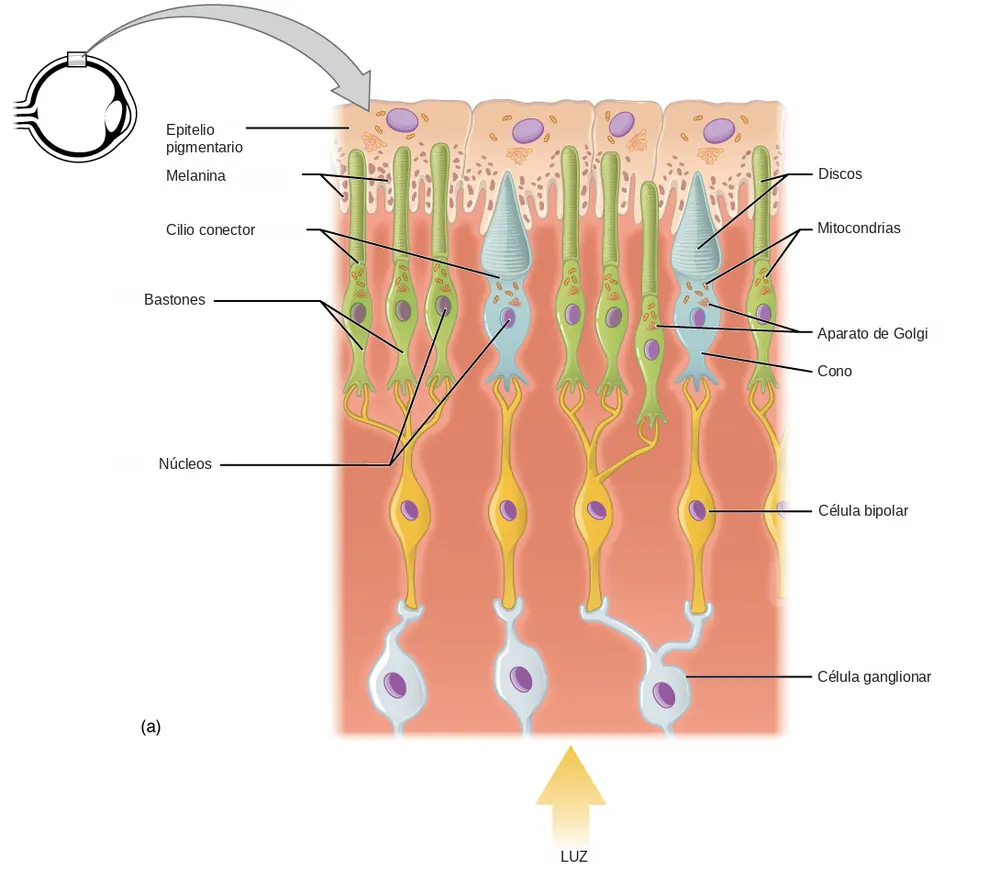 Epitelio
pigmentario
Melanina
Cilio conector
Bastones
Núcleos
Discos
Mitocondrias
Aparato de Golgi
Cono
Célula bipolar
Célula ganglionar
(a)
LUZ